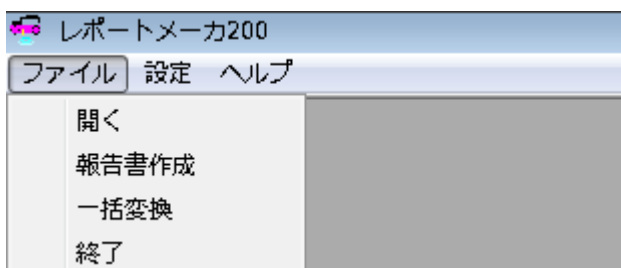 レポートメーカ200
ファイル 設定 ヘルプ
開く
報告書作成
一括変換
終了